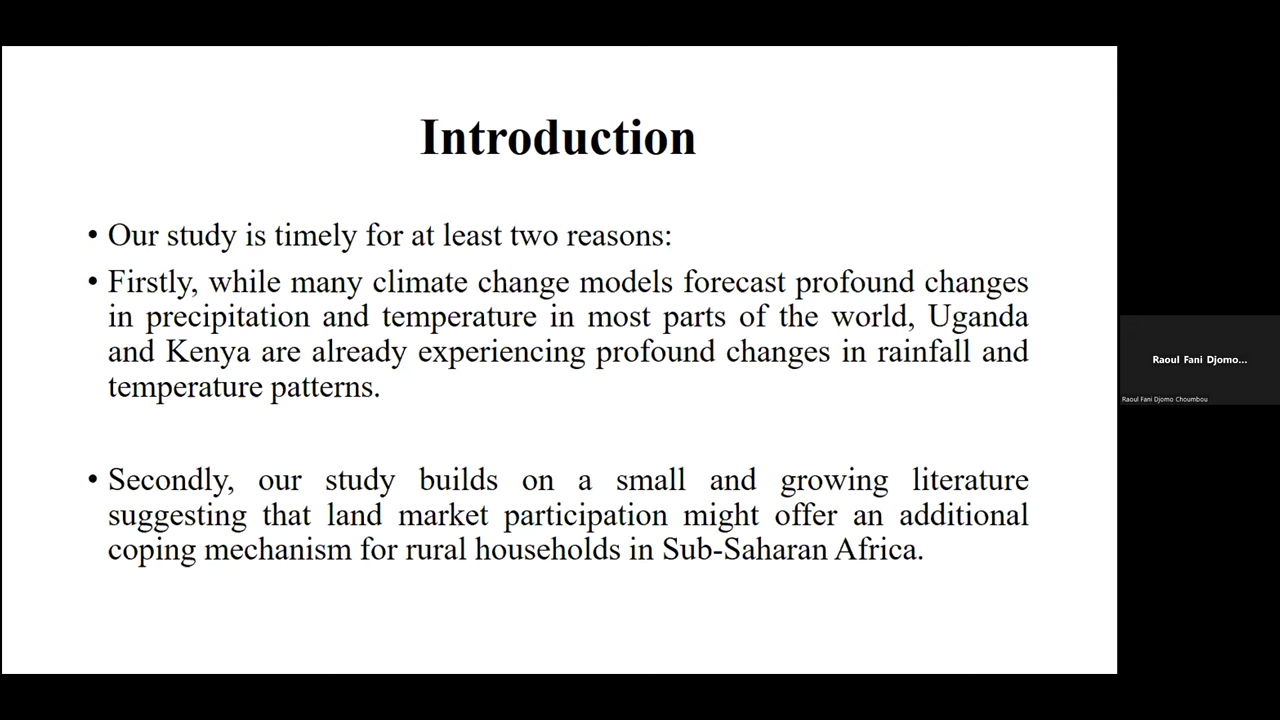 Introduction
• Our study is timely for at least two reasons:
• Firstly, while many climate change models forecast profound changes
in precipitation and temperature in most parts of the world, Uganda
and Kenya are already experiencing profound changes in rainfall and
temperature patterns.
• Secondly, our study builds on a small and growing literature
suggesting that land market participation might offer an additional
coping mechanism for rural households in Sub-Saharan Africa.
Raoul Fani Djomo...
Raoul Fani Djomo Choumbou